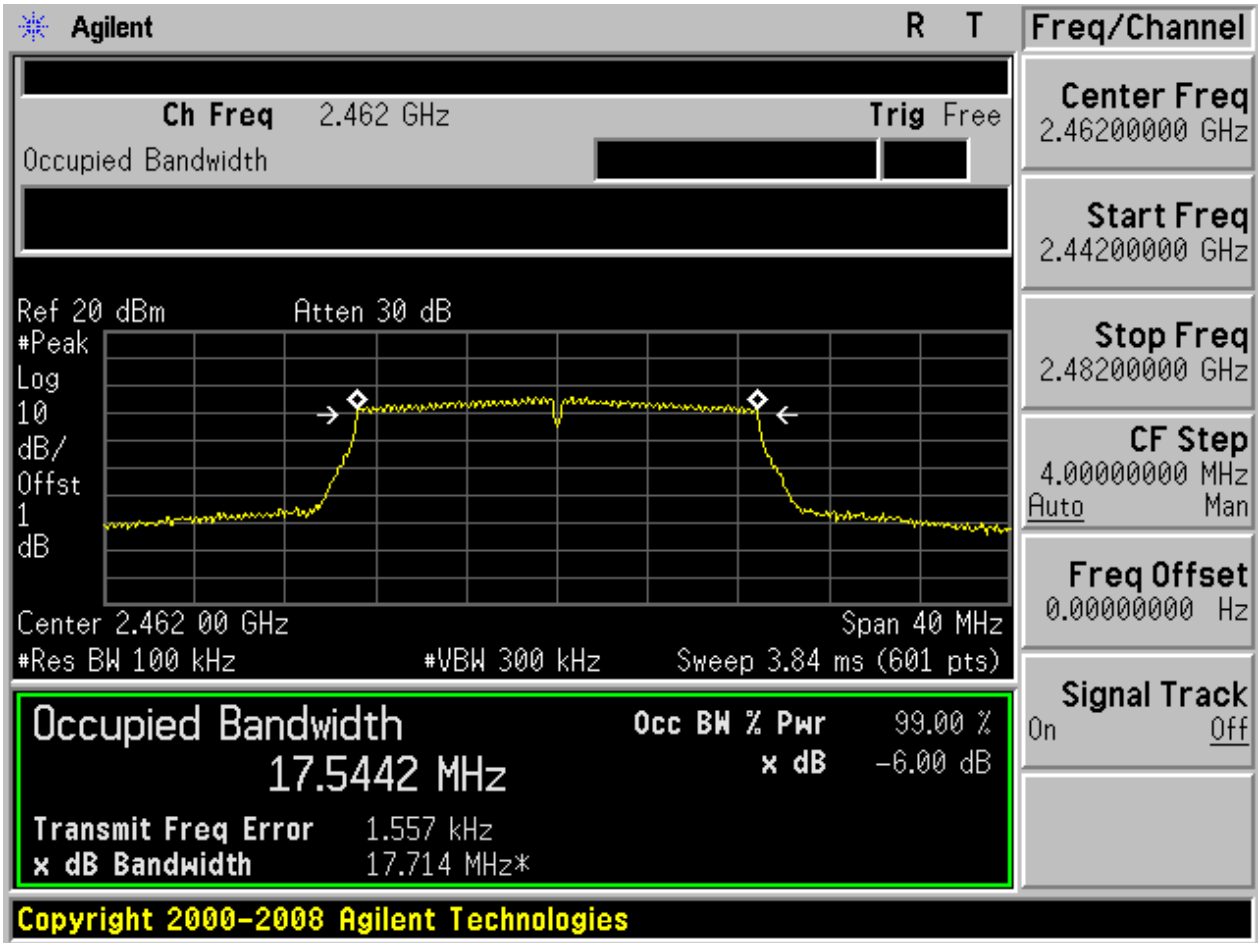 Agilent R T
Freq/Channel
Ch Freq 2.462 GHz Trig Free
Occupied Bandwidth
Center Freq
2.46200000 GHz
Start Freq
2.44200000 GHz
Stop Freq
2.48200000 GHz
CF Step
4.00000000 MHz
Auto Man
Freq Offset
0.00000000 Hz
Signal Track
On Off
Ref 20 dBm Atten 30 dB
#Peak
Log
10
dB/
Offst
1
dB
Center 2.462 00 GHz Span 40 MHz
#Res BW 100 kHz #VBW 300 kHz Sweep 3.84 ms (601 pts)
Occupied Bandwidth
17.5442 MHz
Occ BW % Pwr 99.00 %
x dB -6.00 dB
Transmit Freq Error 1.557 kHz
x dB Bandwidth 17.714 MHz*
Copyright 2000-2008 Agilent Technologies